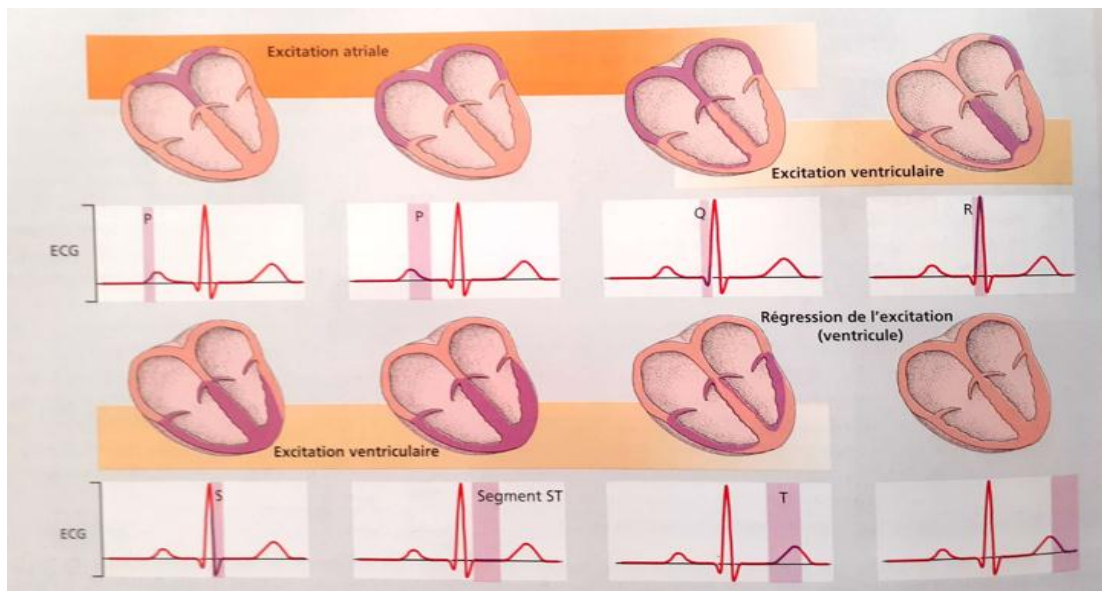 Excitation atriale
Excitation ventriculaire
ECG
P
P
Q
R
Régression de l'excitation
(ventricule)
Excitation ventriculaire
ECG
S
Segment ST
T